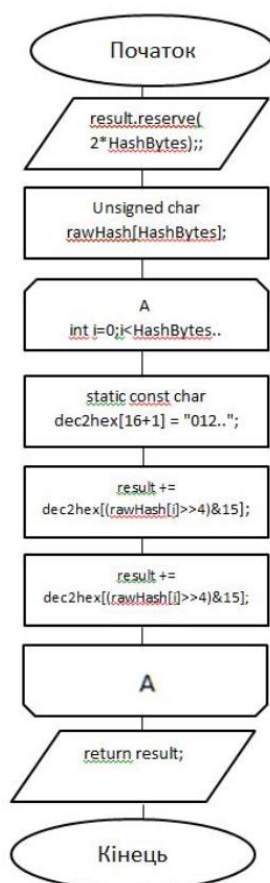 Початок
result.reserve(
2*HashBytes);;
Unsigned char
rawHash[HashBytes];
A
int i=0;i<HashBytes..
static const char
dec2hex[16+1] = "012..";
result +=
dec2hex[(rawHash[i]>>4)&15];
result +=
dec2hex[(rawHash[i]>>4)&15];
A
return result;
Кінець